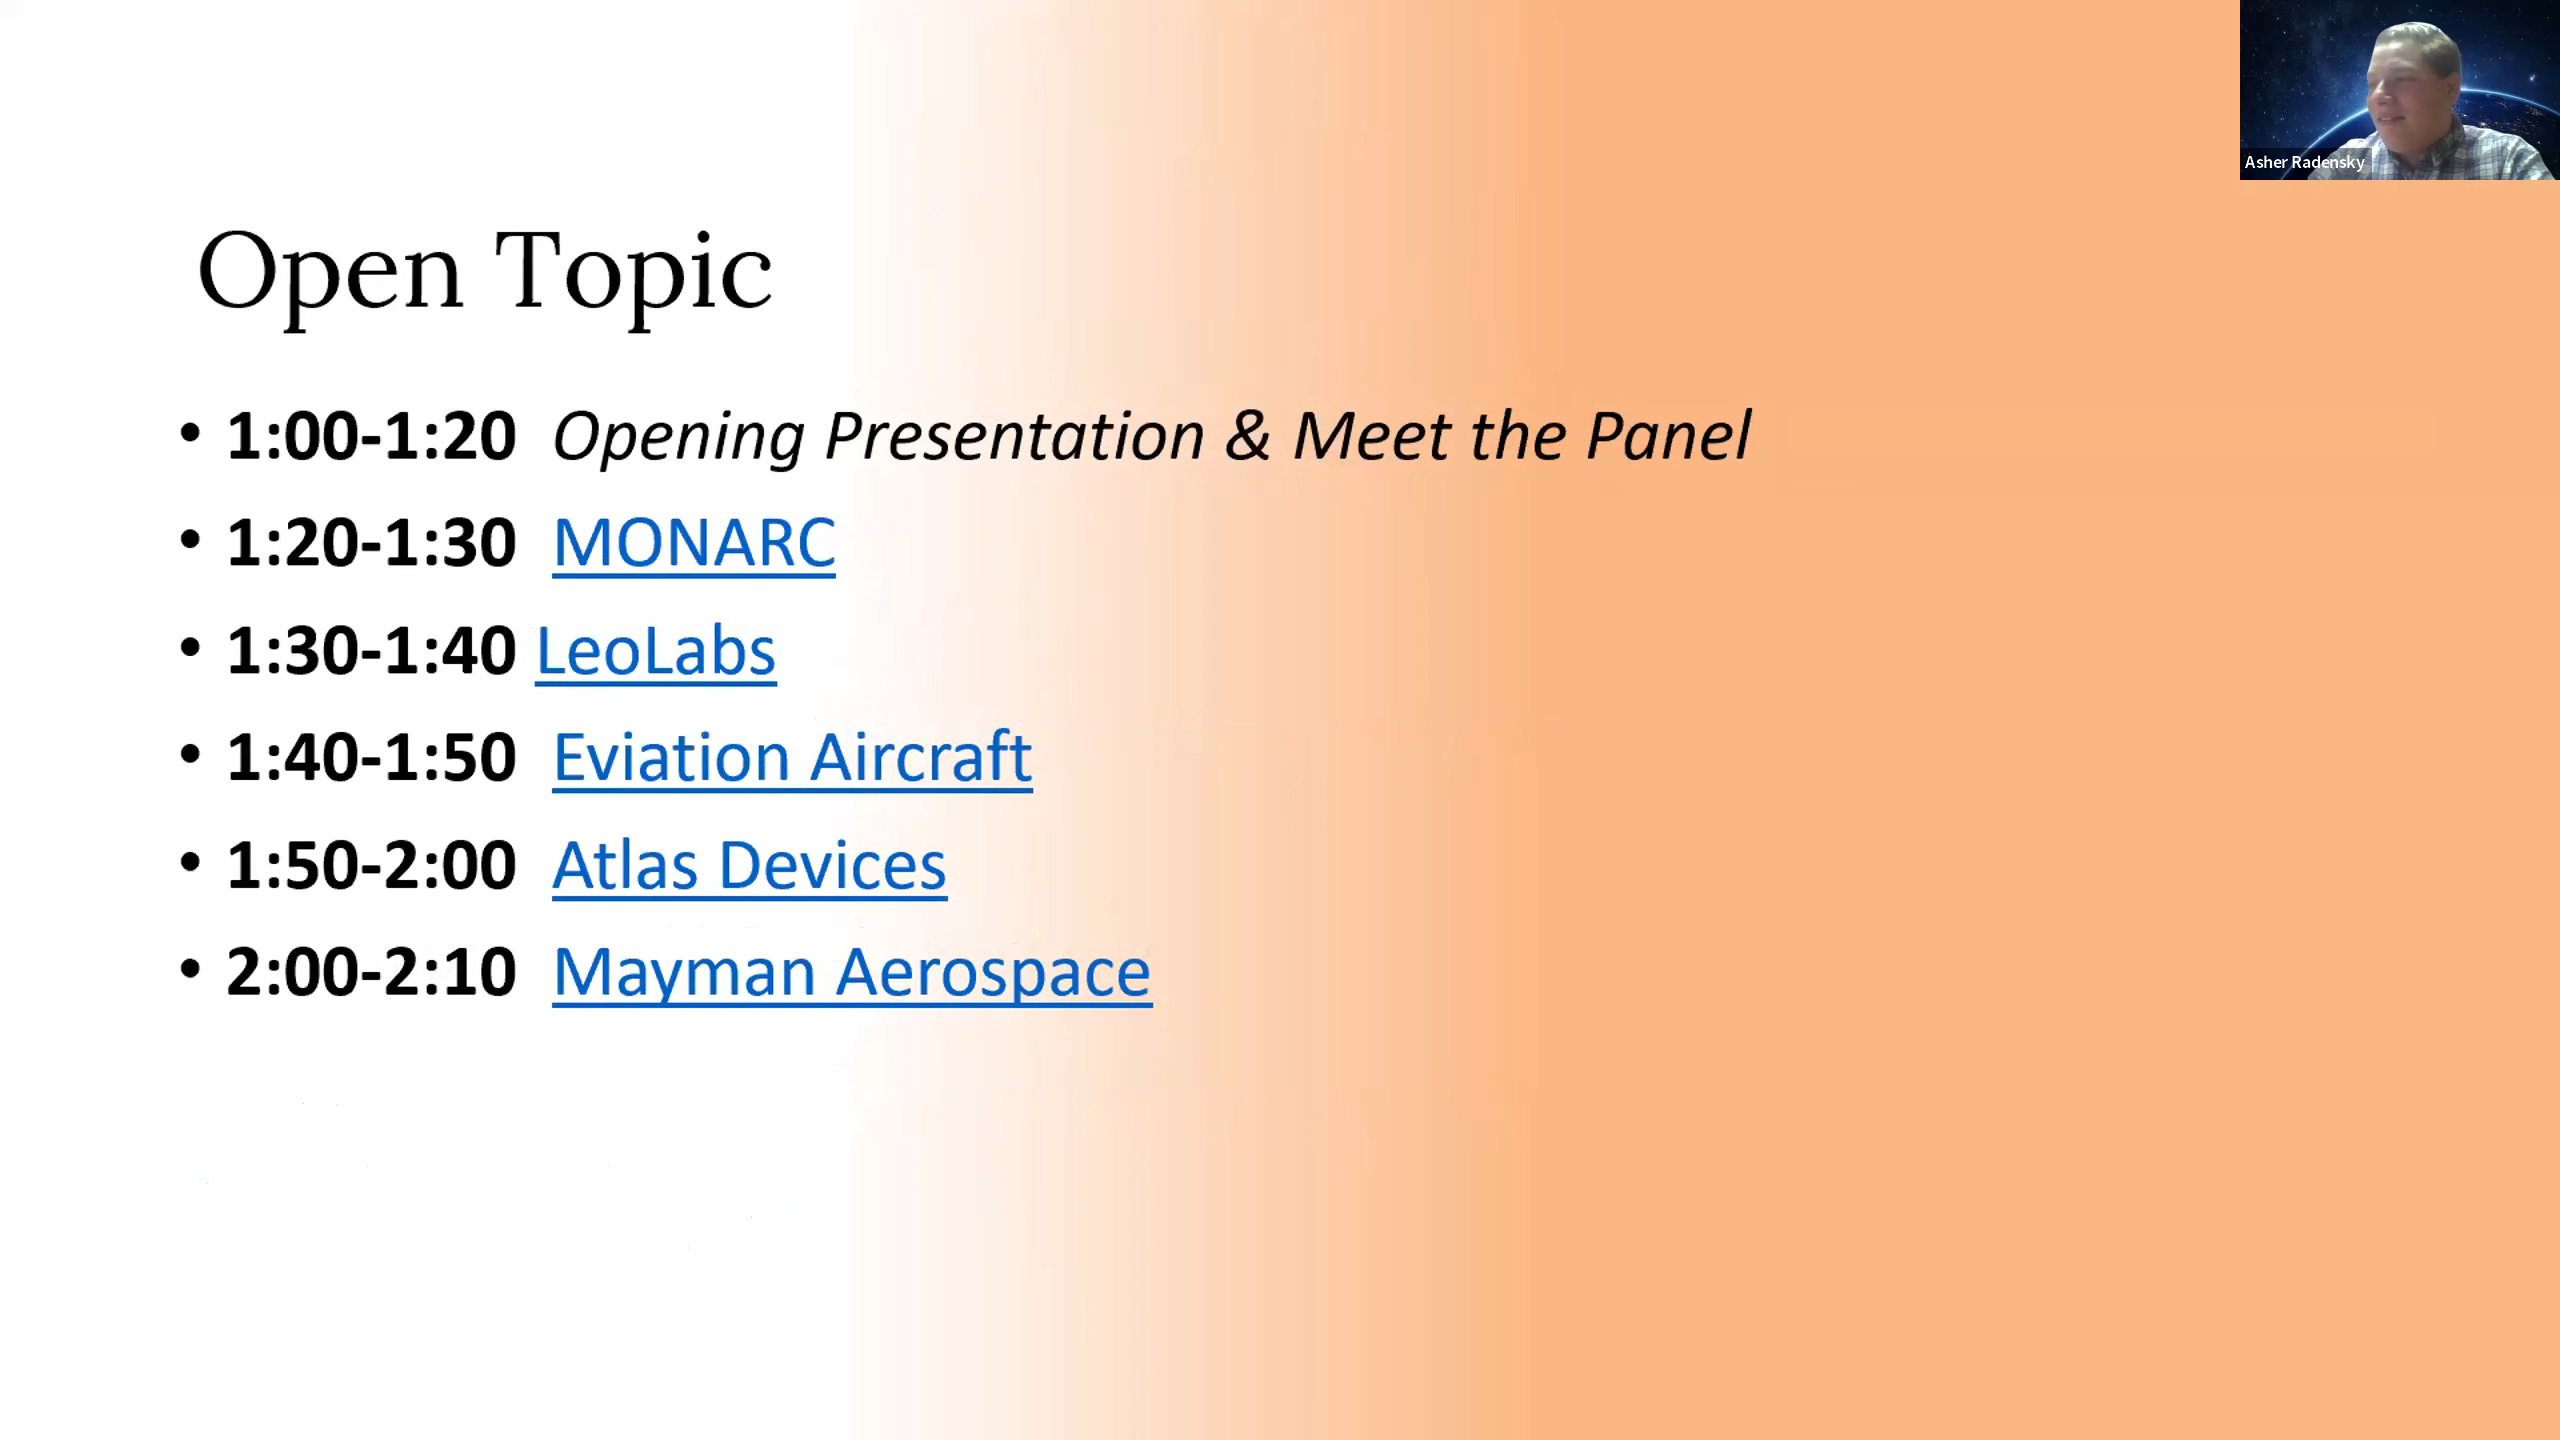 Asher Radensky
Open Topic
• 1:00-1:20 Opening Presentation & Meet the Panel
• 1:20-1:30 MONARC
• 1:30-1:40 LeoLabs
• 1:40-1:50 Eviation Aircraft
• 1:50-2:00 Atlas Devices
• 2:00-2:10 Mayman Aerospace